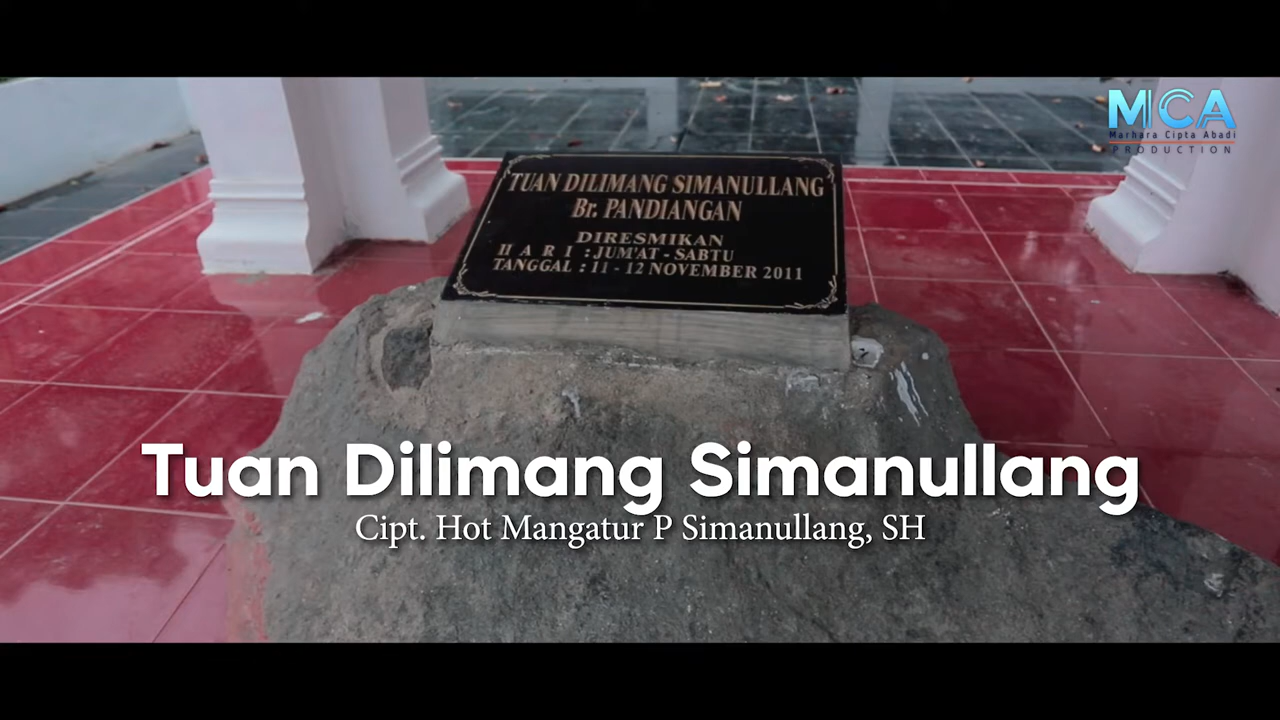 MCA
Marhara Cipta Abadi
PRODUCTION
TUAN DILIMANG SIMANULLANG
Br. PANDIANGAN
DIRESMIKAN
H A R I : JUM'AT - SABTU
TANGGAL : 11 - 12 NOVEMBER 2011
Tuan Dilimang Simanullang
Cipt. Hot Mangatur P Simanullang, SH